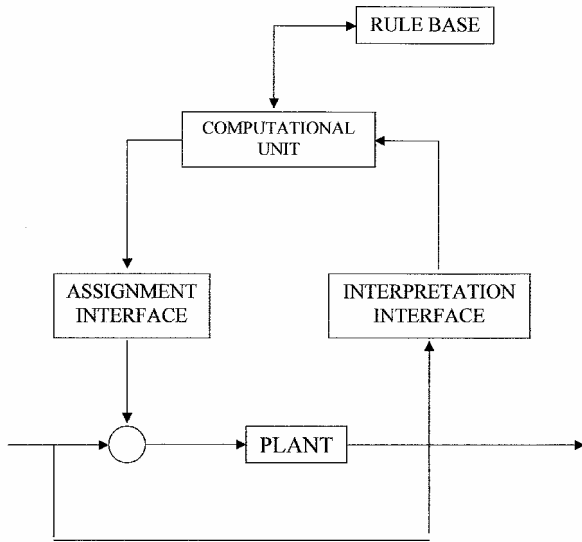 RULE BASE
COMPUTATIONAL
UNIT
ASSIGNMENT
INTERFACE
INTERPRETATION
INTERFACE
PLANT